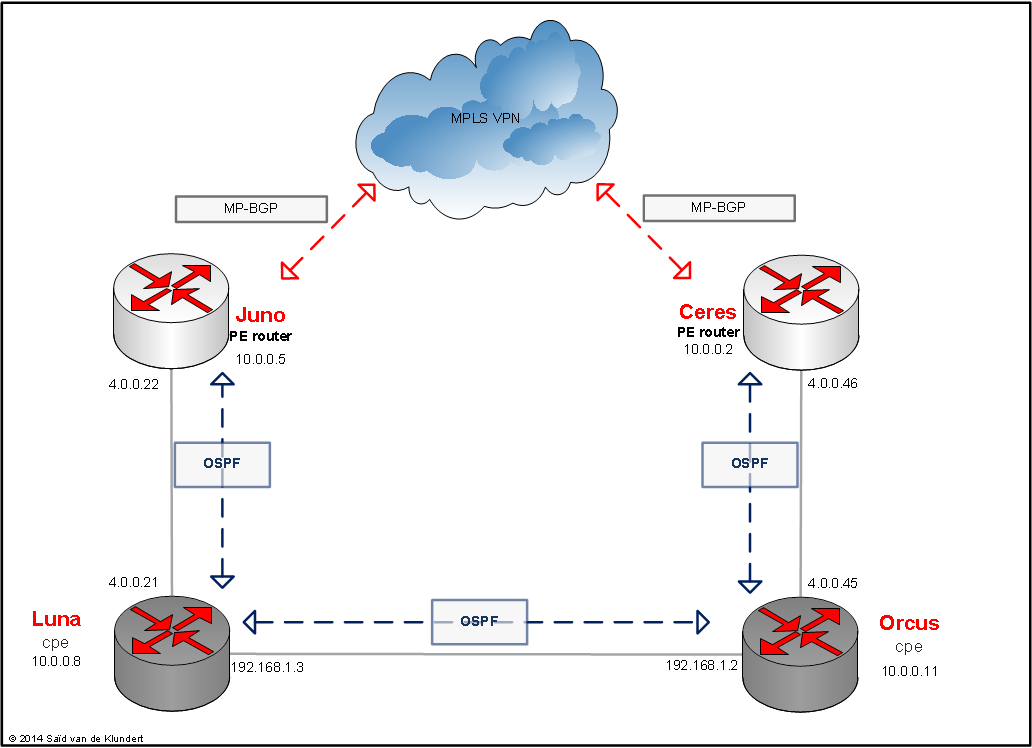 MPLS VPN
MP-BGP
MP-BGP
Juno
PE router
10.0.0.5
Ceres
PE router
10.0.0.2
4.0.0.22
4.0.0.46
OSPF
OSPF
4.0.0.21
4.0.0.45
Luna
cpe
10.0.0.8
OSPF
Orcus
cpe
10.0.0.11
192.168.1.3
192.168.1.2
© 2014 Saïd van de Klundert